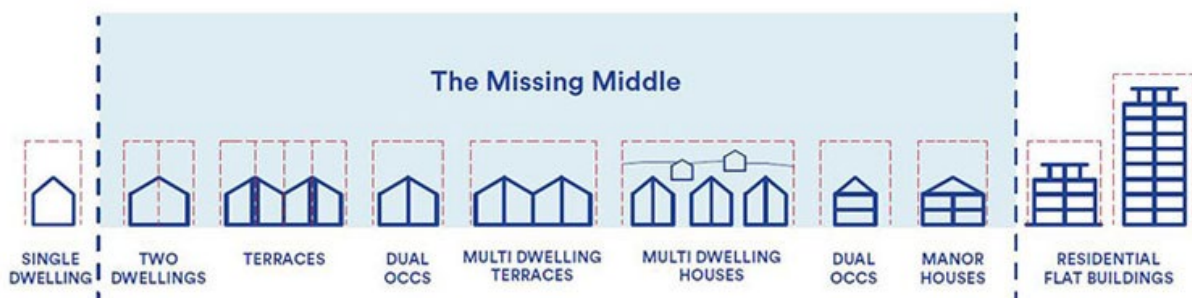 The Missing Middle
SINGLE
DWELLING
TWO
DWELLINGS
TERRACES
DUAL
OCCS
MULTI DWELLING
TERRACES
MULTI DWELLING
HOUSES
DUAL
OCCS
MANOR
HOUSES
RESIDENTIAL
FLAT BUILDINGS